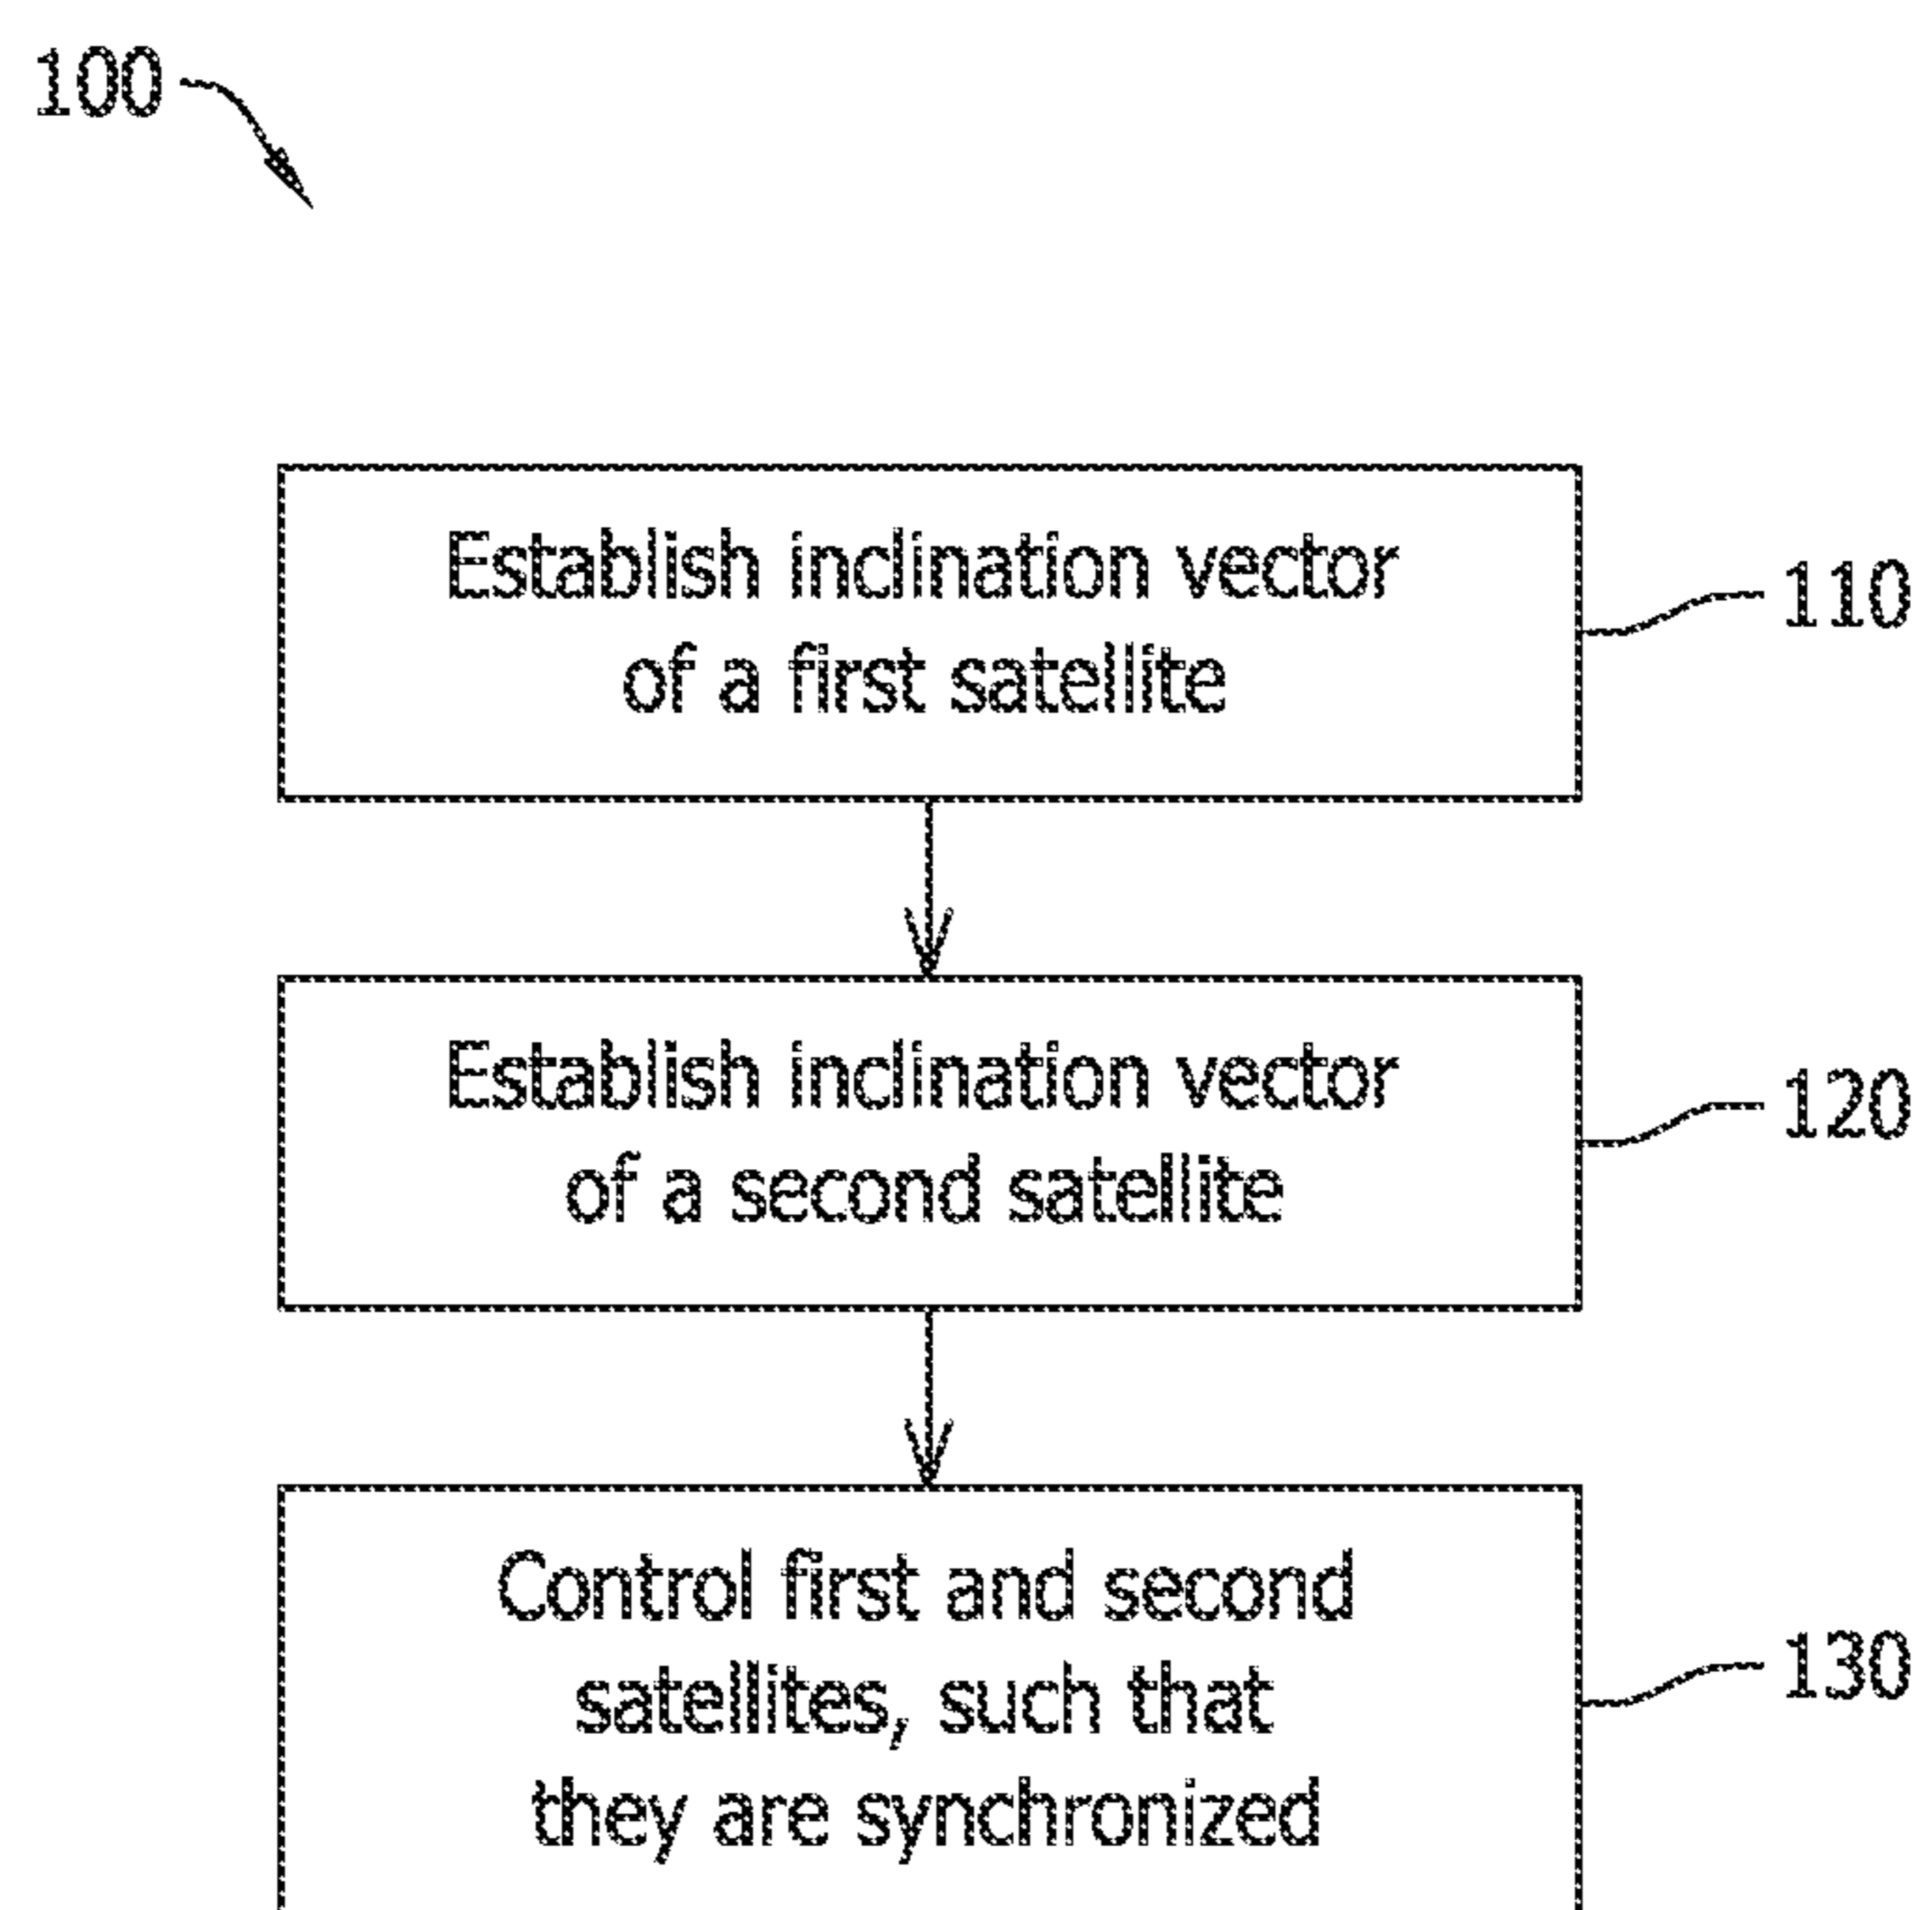 100
Establish inclination vector
of a first satellite
110
Establish inclination vector
of a second satellite
120
Control first and second
satellites, such that
they are synchronized
130